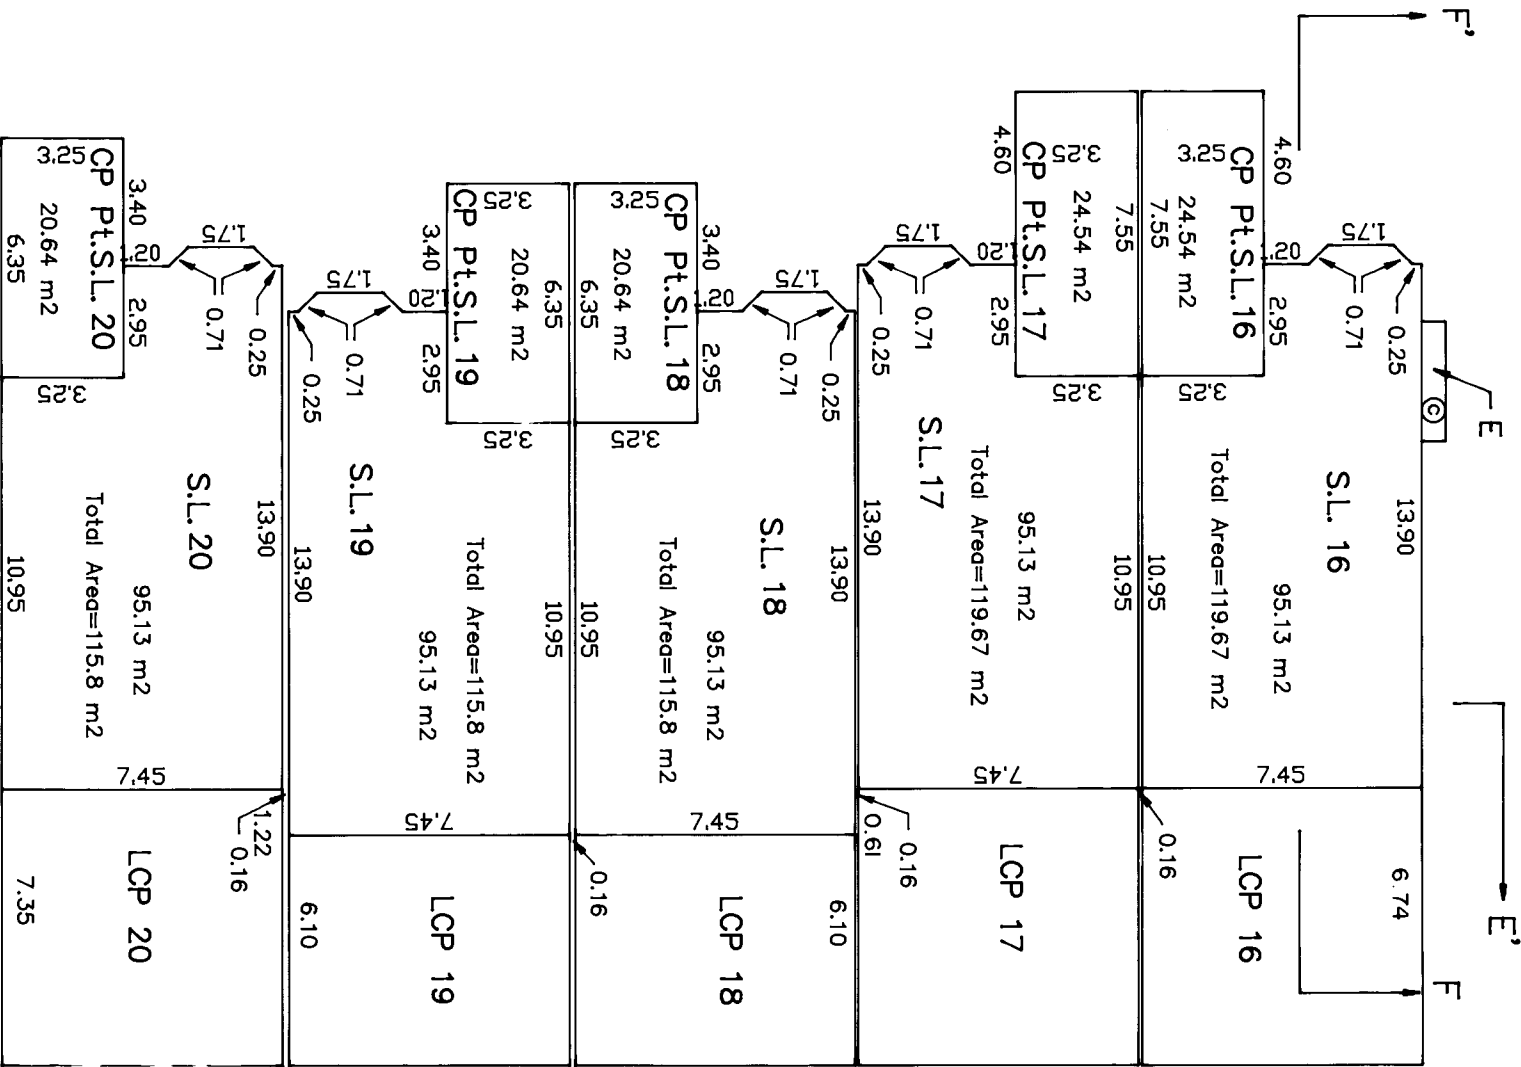 F'
4.60
3.25
CP Pt.S.L.16
24.54 m2
7.55
1.20
2.95
1.75
0.71
0.25
E
C
3.25
S.L. 16
13.90
Total Area=119.67 m2
95.13 m2
10.95
7.45
0.16
LCP 16
6.74
E'
F
4.60
3.25
CP Pt.S.L. 17
24.54 m2
7.55
1.20
2.95
1.75
0.71
0.25
3.25
S.L.17
13.90
Total Area=119.67 m2
95.13 m2
10.95
7.45
0.61
0.16
LCP 17
3.25
CP Pt.S.L. 18
20.64 m2
6.35
3.40
1.20
2.95
1.75
0.71
0.25
3.25
S.L. 18
13.90
Total Area=115.8 m2
95.13 m2
10.95
7.45
0.16
LCP 18
6.10
3.25
CP Pt.S.L. 19
20.64 m2
6.35
3.40
1.20
2.95
1.75
0.71
0.25
3.25
S.L. 19
13.90
Total Area=115.8 m2
95.13 m2
10.95
7.45
LCP 19
6.10
3.25
CP Pt.S.L. 20
20.64 m2
6.35
3.40
1.20
2.95
1.75
0.71
0.25
3.25
S.L. 20
13.90
Total Area=115.8 m2
95.13 m2
10.95
7.45
1.22
0.16
LCP 20
7.35